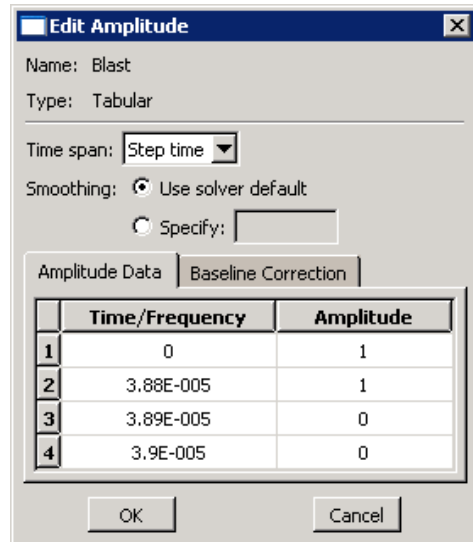 Edit Amplitude
Name: Blast
Type: Tabular
Time span: Step time
Smoothing: Use solver default
Specify:
Amplitude Data Baseline Correction
Time/Frequency Amplitude
1 0 1
2 3.88E-005 1
3 3.89E-005 0
4 3.9E-005 0
OK Cancel